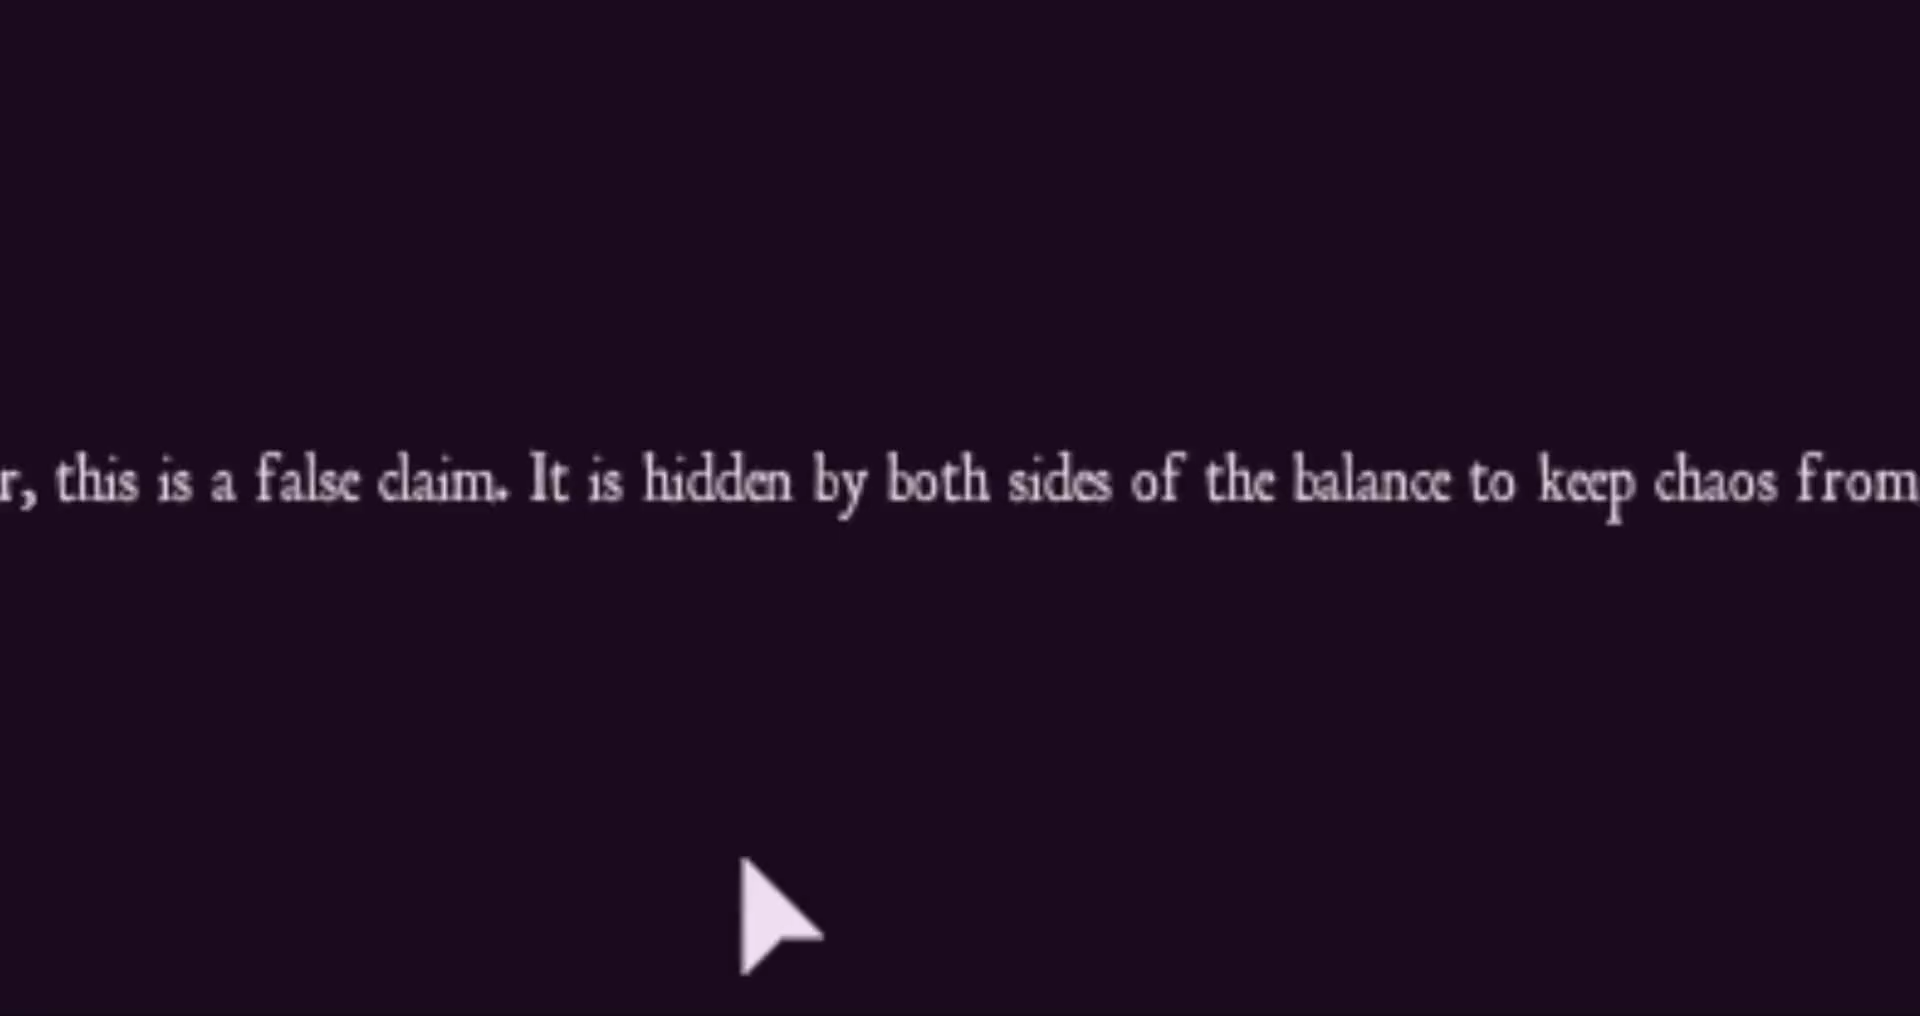 r, this is a false claim. It is hidden by both sides of the balance to keep chaos from